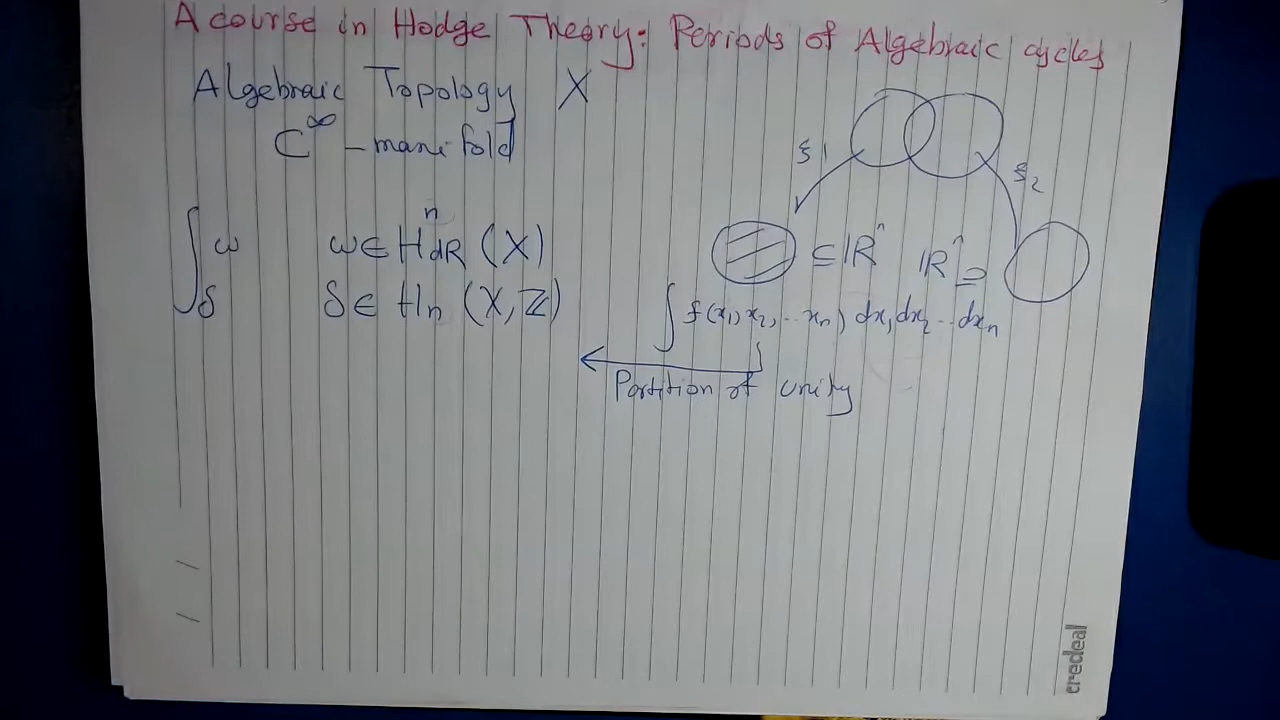 A course in Hodge Theory: Periods of Algebraic cycles
Algebraic Topology X
C^∞ - manifold
ξ1
ξ2
∫_δ ω    ω ∈ H^n_dR (X)
δ ∈ Hn (X, ℤ)
⊆ ℝ^n    ℝ^n ⊇
∫ f(x1, x2, ... xn) dx1 dx2 ... dxn
Partition of unity
credeal